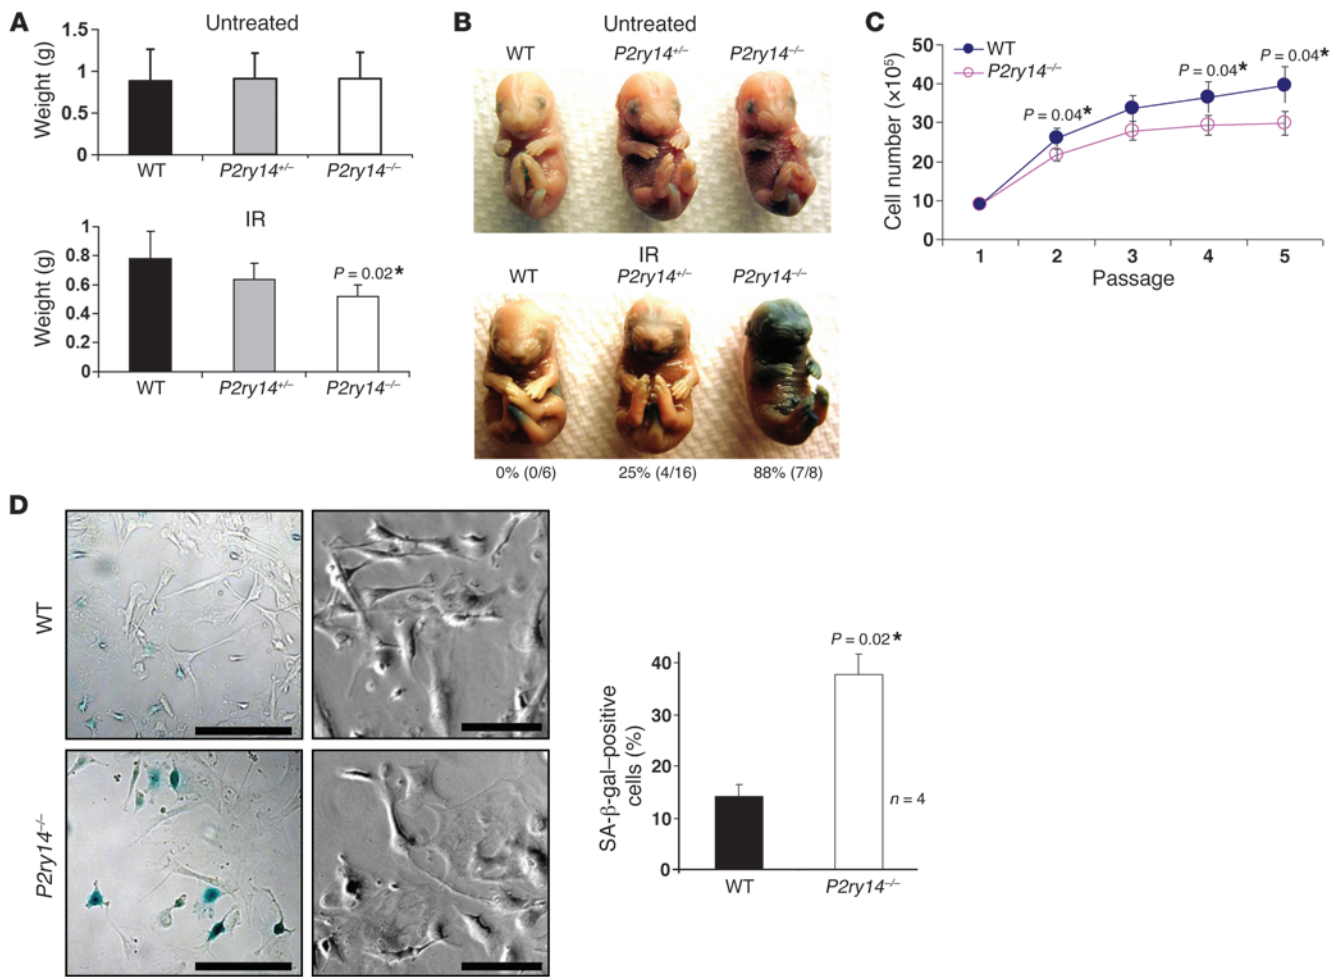 A
Untreated
Weight (g)
1.5
1
0.5
0
WT
P2ry14+/–
P2ry14–/–
IR
Weight (g)
1
0.8
0.6
0.4
0.2
0
P = 0.02*
WT
P2ry14+/–
P2ry14–/–
B
Untreated
WT
P2ry14+/–
P2ry14–/–
IR
WT
P2ry14+/–
P2ry14–/–
0% (0/6)
25% (4/16)
88% (7/8)
C
Cell number (×10⁵)
50
40
30
20
10
0
WT
P2ry14–/–
P = 0.04*
P = 0.04*
P = 0.04*
1
2
3
4
5
Passage
D
WT
P2ry14–/–
SA-β-gal–positive
cells (%)
40
30
20
10
0
P = 0.02*
n = 4
WT
P2ry14–/–